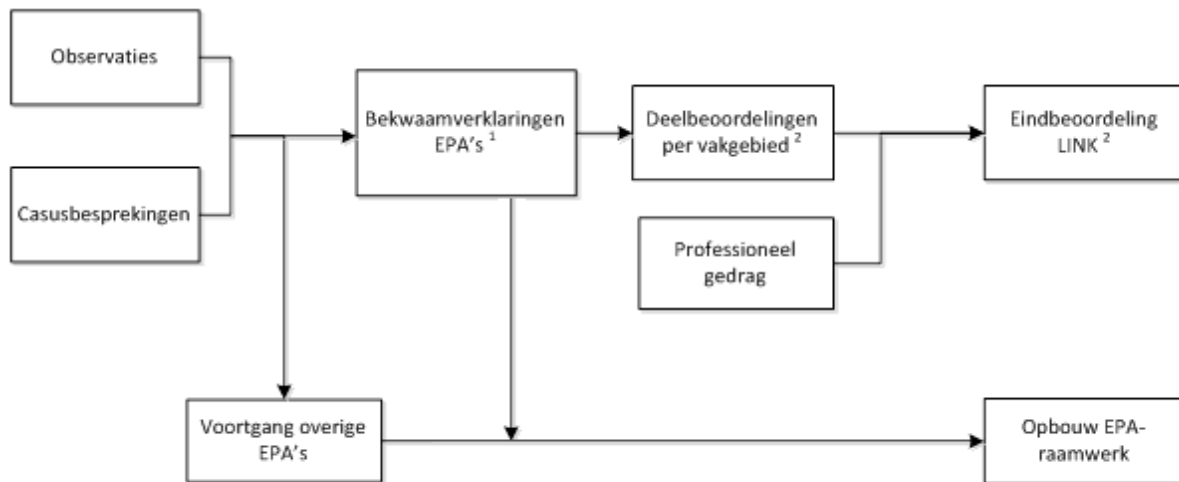 Observaties
Casusbesprekingen
Bekwaamverklaringen
EPA's 1
Deelbeoordelingen
per vakgebied 2
Eindbeoordeling
LINK 2
Professioneel
gedrag
Voortgang overige
EPA's
Opbouw EPA-
raamwerk